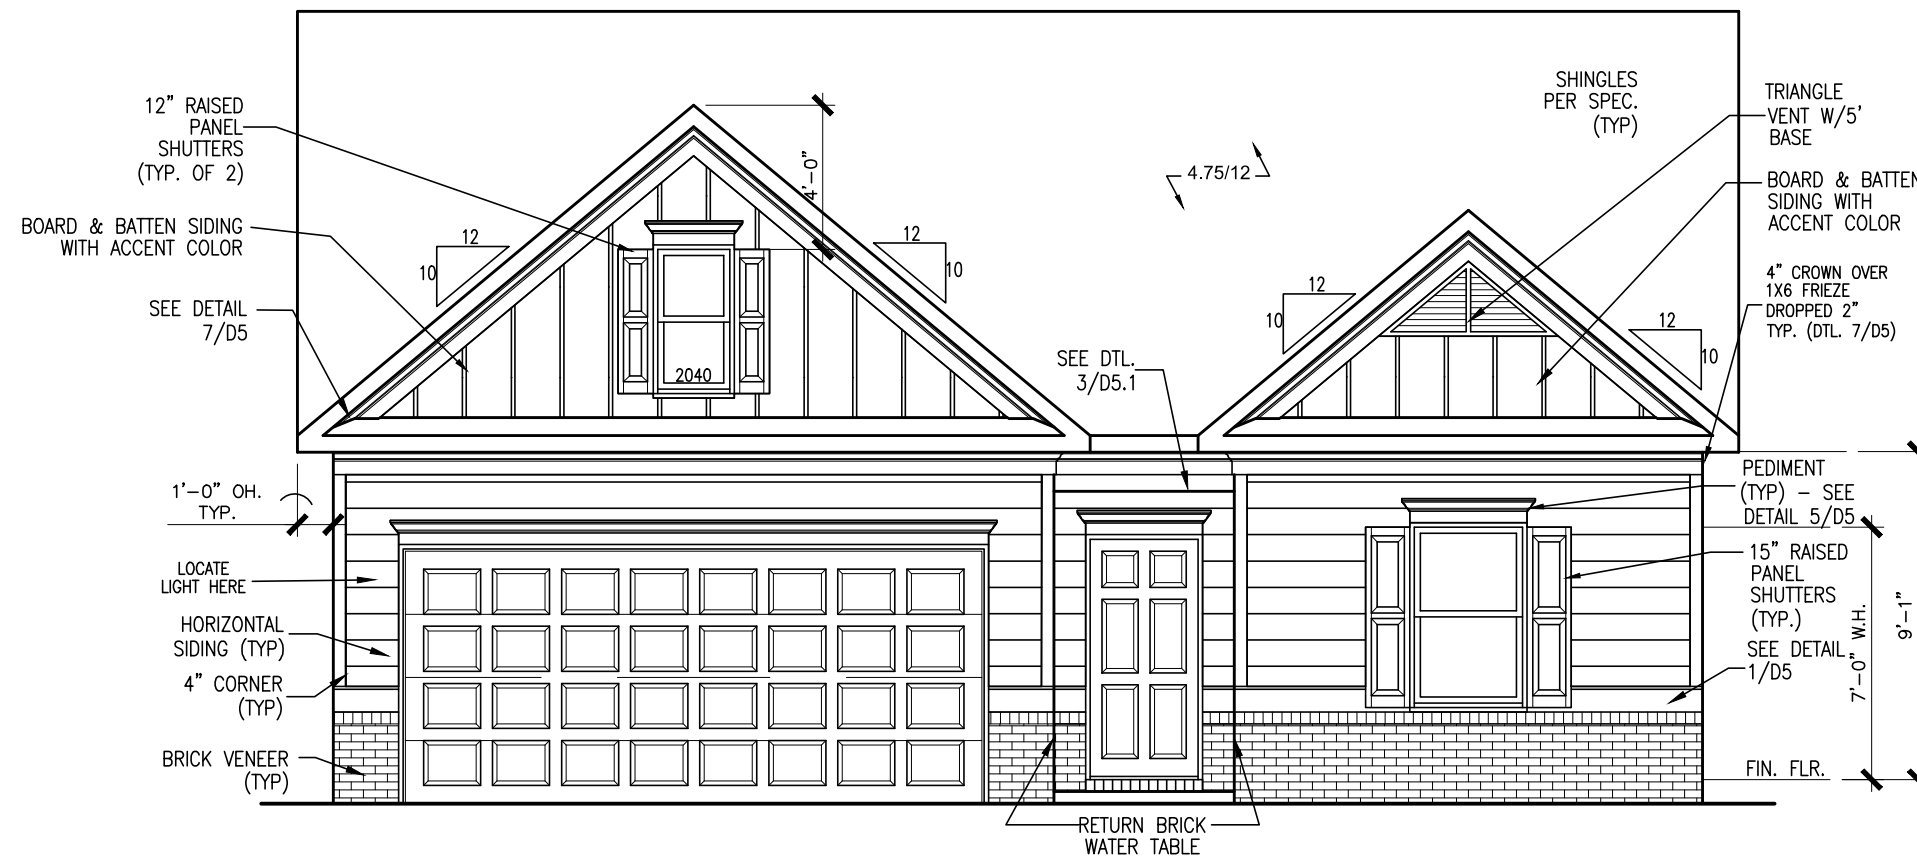 12" RAISED
PANEL
SHUTTERS
(TYP. OF 2)
BOARD & BATTEN SIDING
WITH ACCENT COLOR
SEE DETAIL
7/D5
12
10
12
10
4'-0"
2040
4.75/12
SHINGLES
PER SPEC.
(TYP)
TRIANGLE
VENT W/5'
BASE
BOARD & BATTEN
SIDING WITH
ACCENT COLOR
4" CROWN OVER
1X6 FRIEZE
DROPPED 2"
TYP. (DTL. 7/D5)
12
10
12
10
SEE DTL.
3/D5.1
1'-0" OH.
TYP.
LOCATE
LIGHT HERE
HORIZONTAL
SIDING (TYP)
4" CORNER
(TYP)
BRICK VENEER
(TYP)
PEDIMENT
(TYP) - SEE
DETAIL 5/D5
15" RAISED
PANEL
SHUTTERS
(TYP.)
SEE DETAIL
1/D5
7'-0" W.H.
9'-1"
FIN. FLR.
RETURN BRICK
WATER TABLE